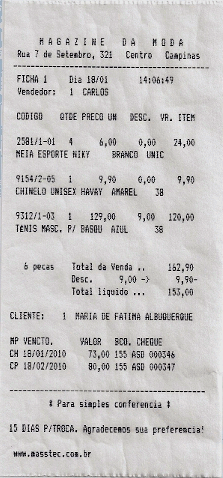 MAGAZINE DA MODA
Rua 7 de Setembro, 321 Centro Campinas
FICHA 1 Dia 18/01 14:06:49
Vendedor: 1 CARLOS
CODIGO QTDE PRECO UN DESC. VR. ITEM
2581/1-01 4 6,00 0,00 24,00
MEIA ESPORTE NIKY BRANCO UNIC
9154/2-05 1 9,90 0,00 9,90
CHINELO UNISEX HAVAY AMAREL 38
9312/1-03 1 129,00 9,00 120,00
TENIS MASC. P/ BASQU AZUL 38
6 pecas Total da Venda .. 162,90
Desc. 9,00 -> 9,90-
Total liquido ... 153,00
CLIENTE: 1 MARIA DE FATIMA ALBUQUERQUE
MP VENCTO. VALOR BCO. CHEQUE
CH 18/01/2010 73,00 155 ASD 000346
CP 18/02/2010 80,00 155 ASD 000347
* Para simples conferencia *
15 DIAS P/TROCA. Agradecemos sua preferencia!
www.masstec.com.br